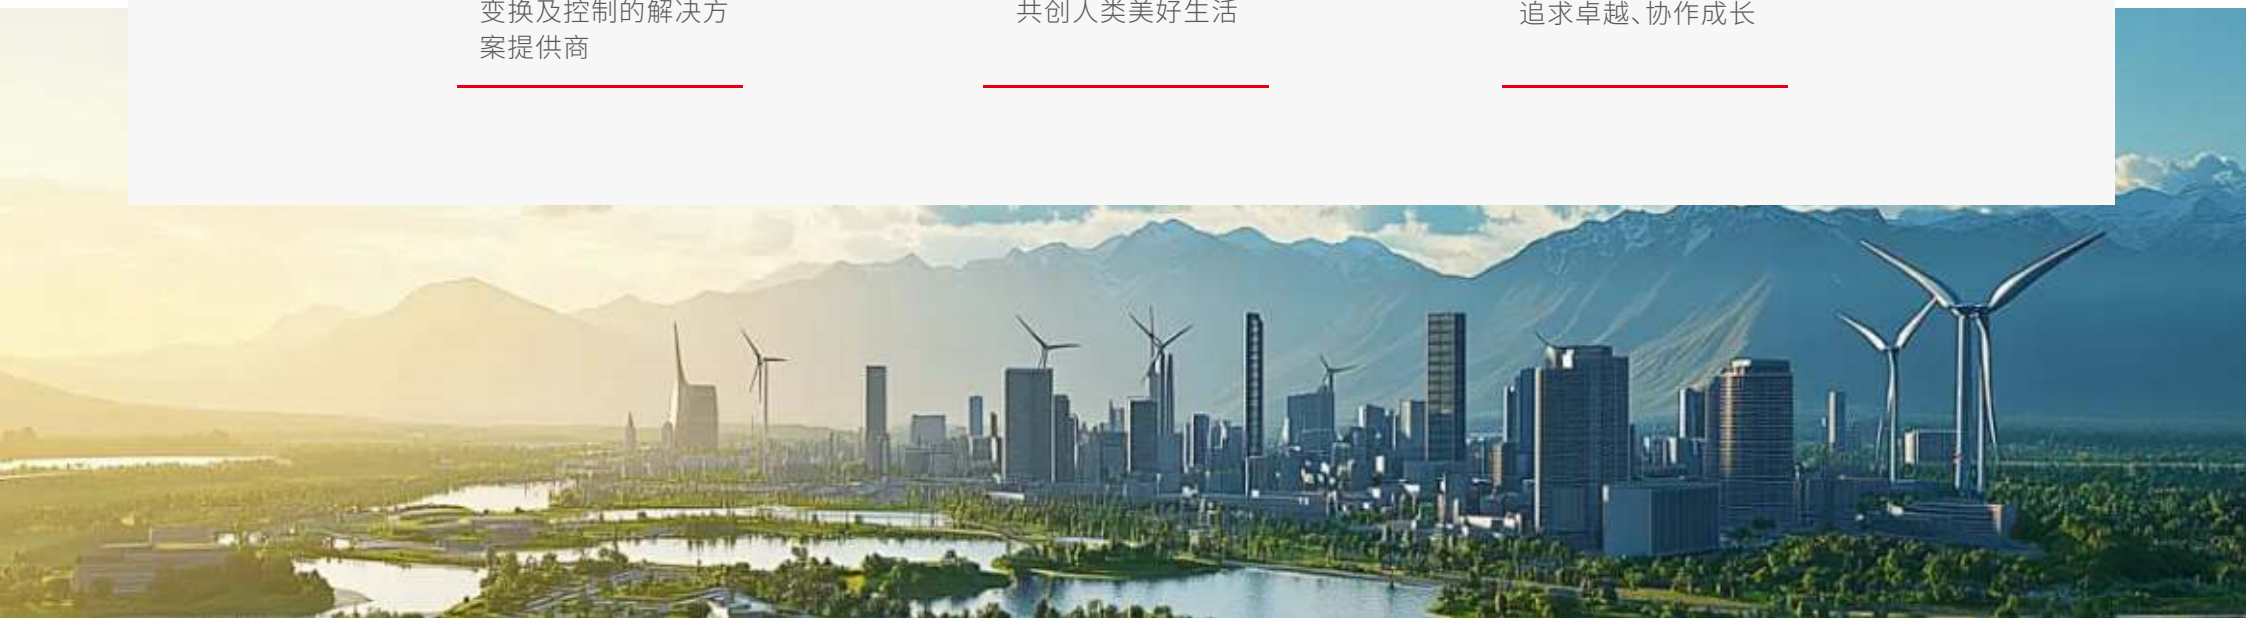 变换及控制的解决方
案提供商
共创人类美好生活
追求卓越、协作成长